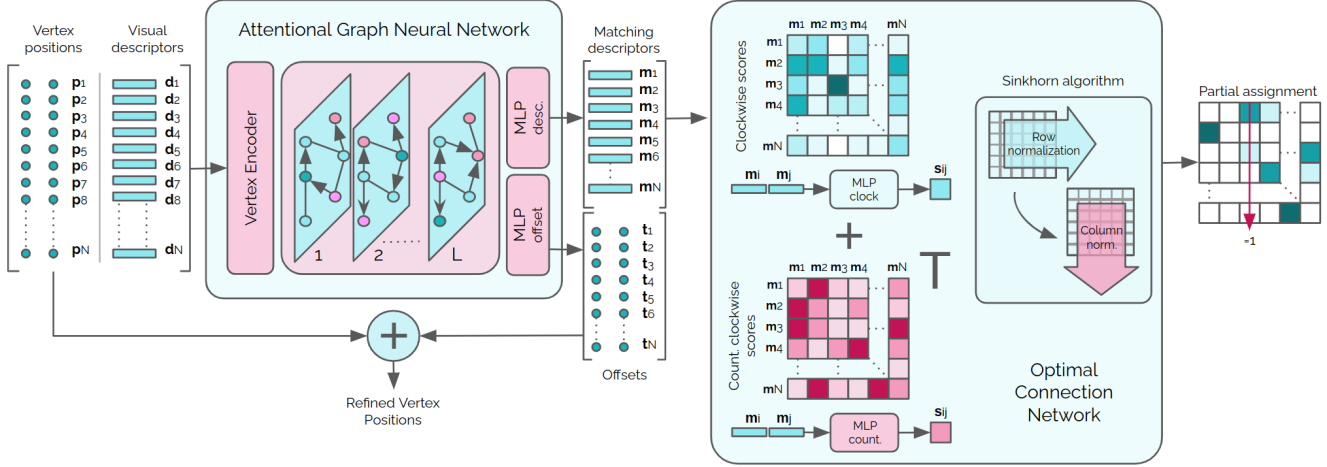 Vertex
positions
Visual
descriptors
p1
p2
p3
p4
p5
p6
p7
p8
pN
d1
d2
d3
d4
d5
d6
d7
d8
dN
Attentional Graph Neural Network
Vertex Encoder
1
2
L
MLP
desc.
MLP
offset
Matching
descriptors
m1
m2
m3
m4
m5
m6
mN
t1
t2
t3
t4
t5
t6
tN
Offsets
+
Refined Vertex
Positions
Clockwise scores
m1 m2 m3 m4 mN
m1
m2
m3
m4
mN
mi mj
MLP
clock
sij
+
T
Count. clockwise
scores
m1 m2 m3 m4 mN
m1
m2
m3
m4
mN
mi mj
MLP
count.
sij
Sinkhorn algorithm
Row
normalization
Column
norm.
Optimal
Connection
Network
Partial assignment
=1